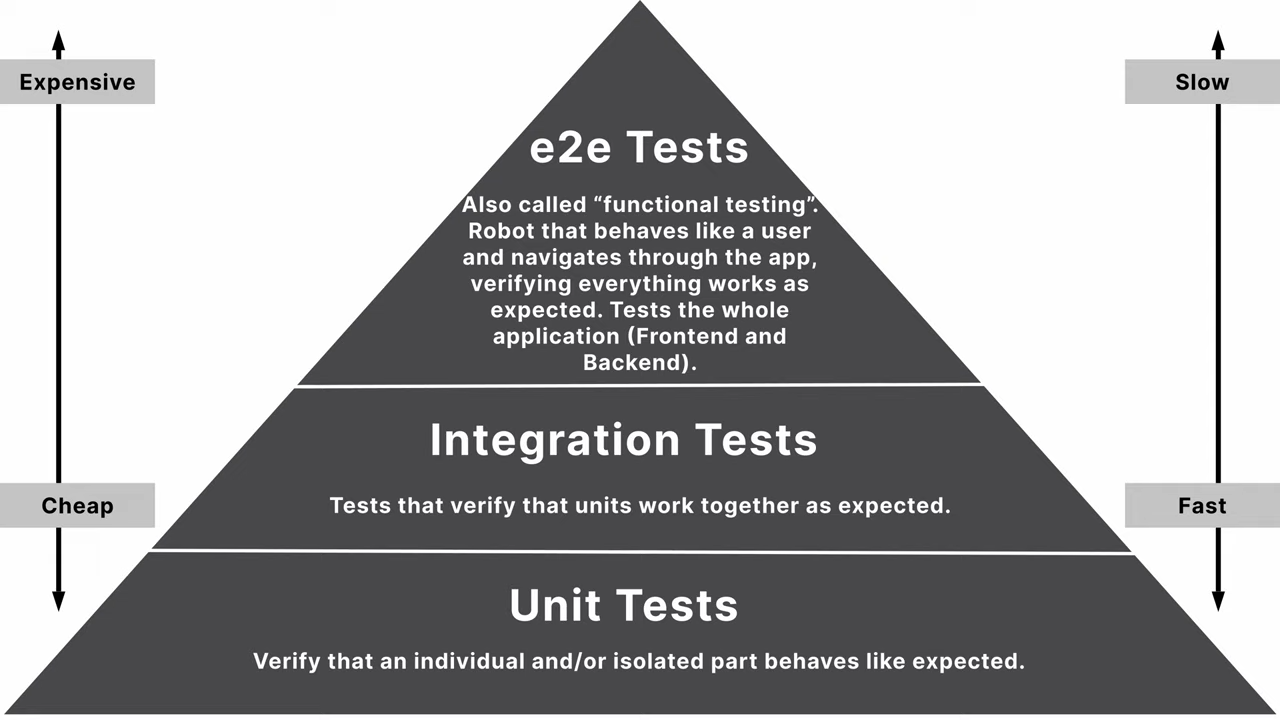 Expensive
Slow
e2e Tests
Also called “functional testing”.
Robot that behaves like a user
and navigates through the app,
verifying everything works as
expected. Tests the whole
application (Frontend and
Backend).
Integration Tests
Cheap
Tests that verify that units work together as expected.
Fast
Unit Tests
Verify that an individual and/or isolated part behaves like expected.